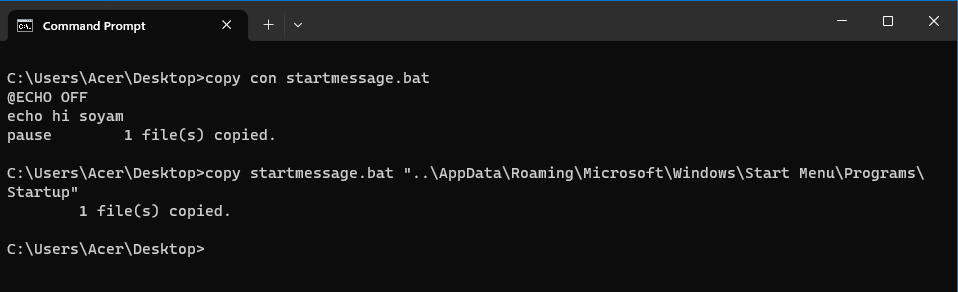 Command Prompt
C:\Users\Acer\Desktop>copy con startmessage.bat
@ECHO OFF
echo hi soyam
pause        1 file(s) copied.
C:\Users\Acer\Desktop>copy startmessage.bat "..\AppData\Roaming\Microsoft\Windows\Start Menu\Programs\
Startup"
        1 file(s) copied.
C:\Users\Acer\Desktop>